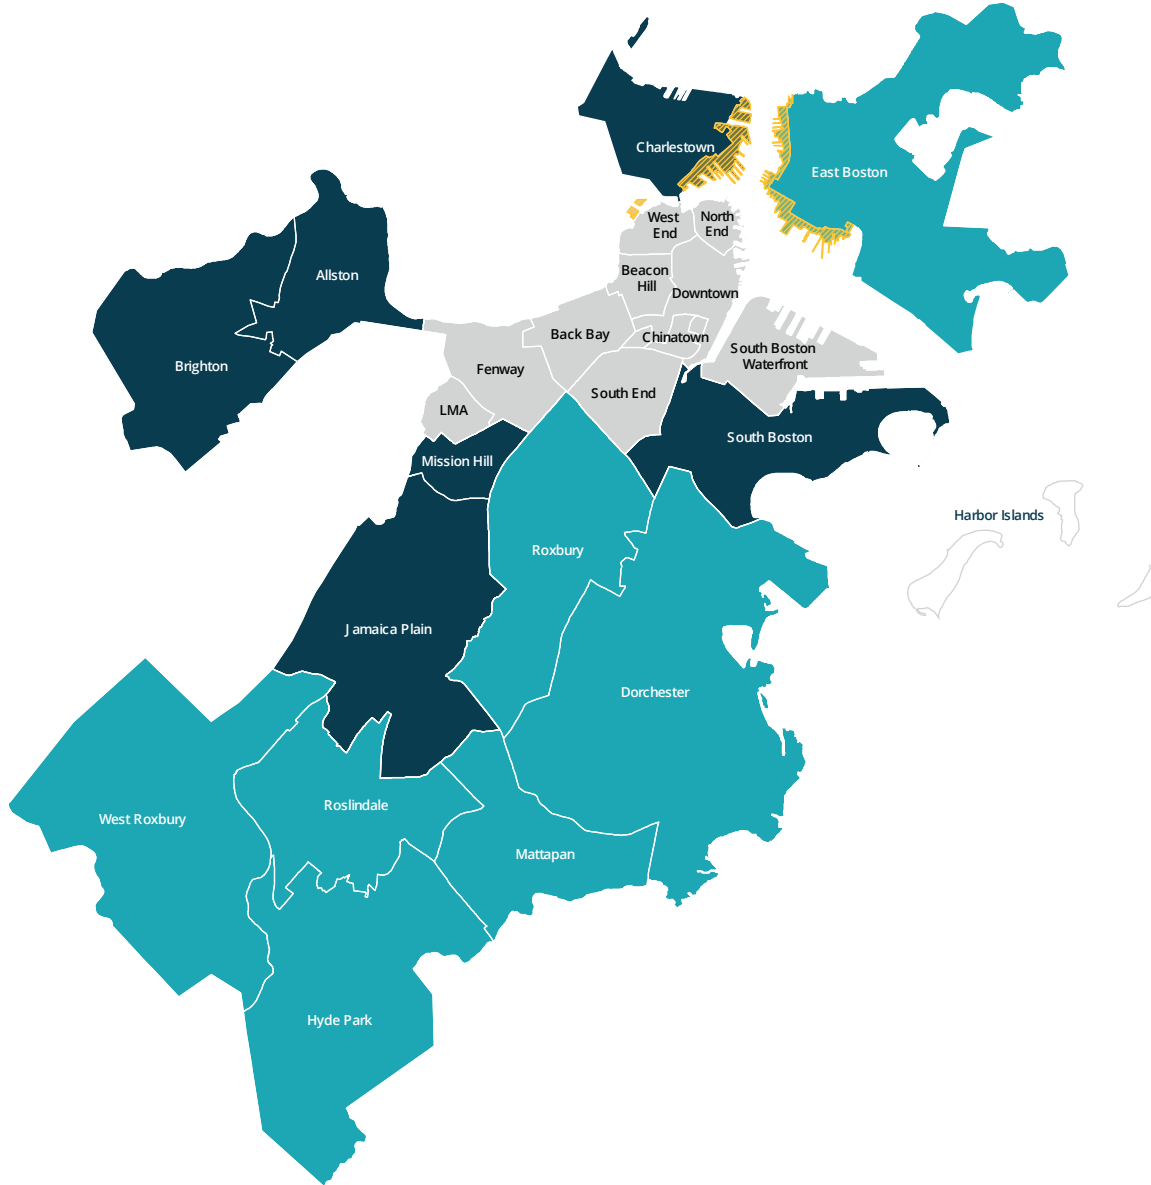 Charlestown
East Boston
West
End
North
End
Allston
Beacon
Hill
Downtown
Back Bay
Chinatown
South Boston
Waterfront
Brighton
Fenway
South End
LMA
South Boston
Mission Hill
Harbor Islands
Roxbury
Jamaica Plain
Dorchester
Roslindale
West Roxbury
Mattapan
Hyde Park